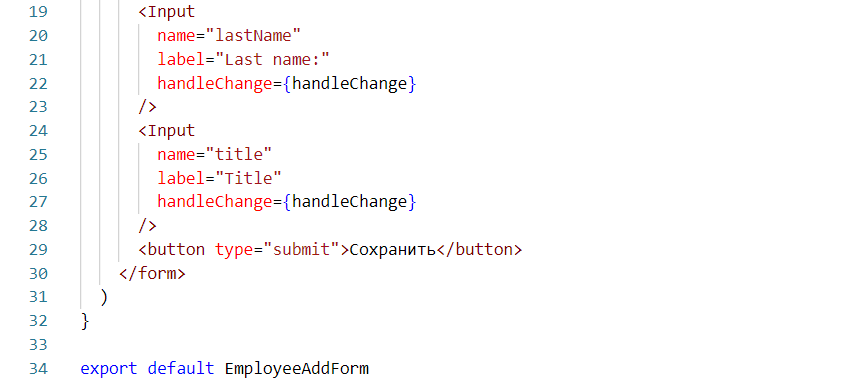 19 <Input
20 name="lastName"
21 label="Last name:"
22 handleChange={handleChange}
23 />
24 <Input
25 name="title"
26 label="Title"
27 handleChange={handleChange}
28 />
29 <button type="submit">Сохранить</button>
30 </form>
31 )
32 }
33
34 export default EmployeeAddForm